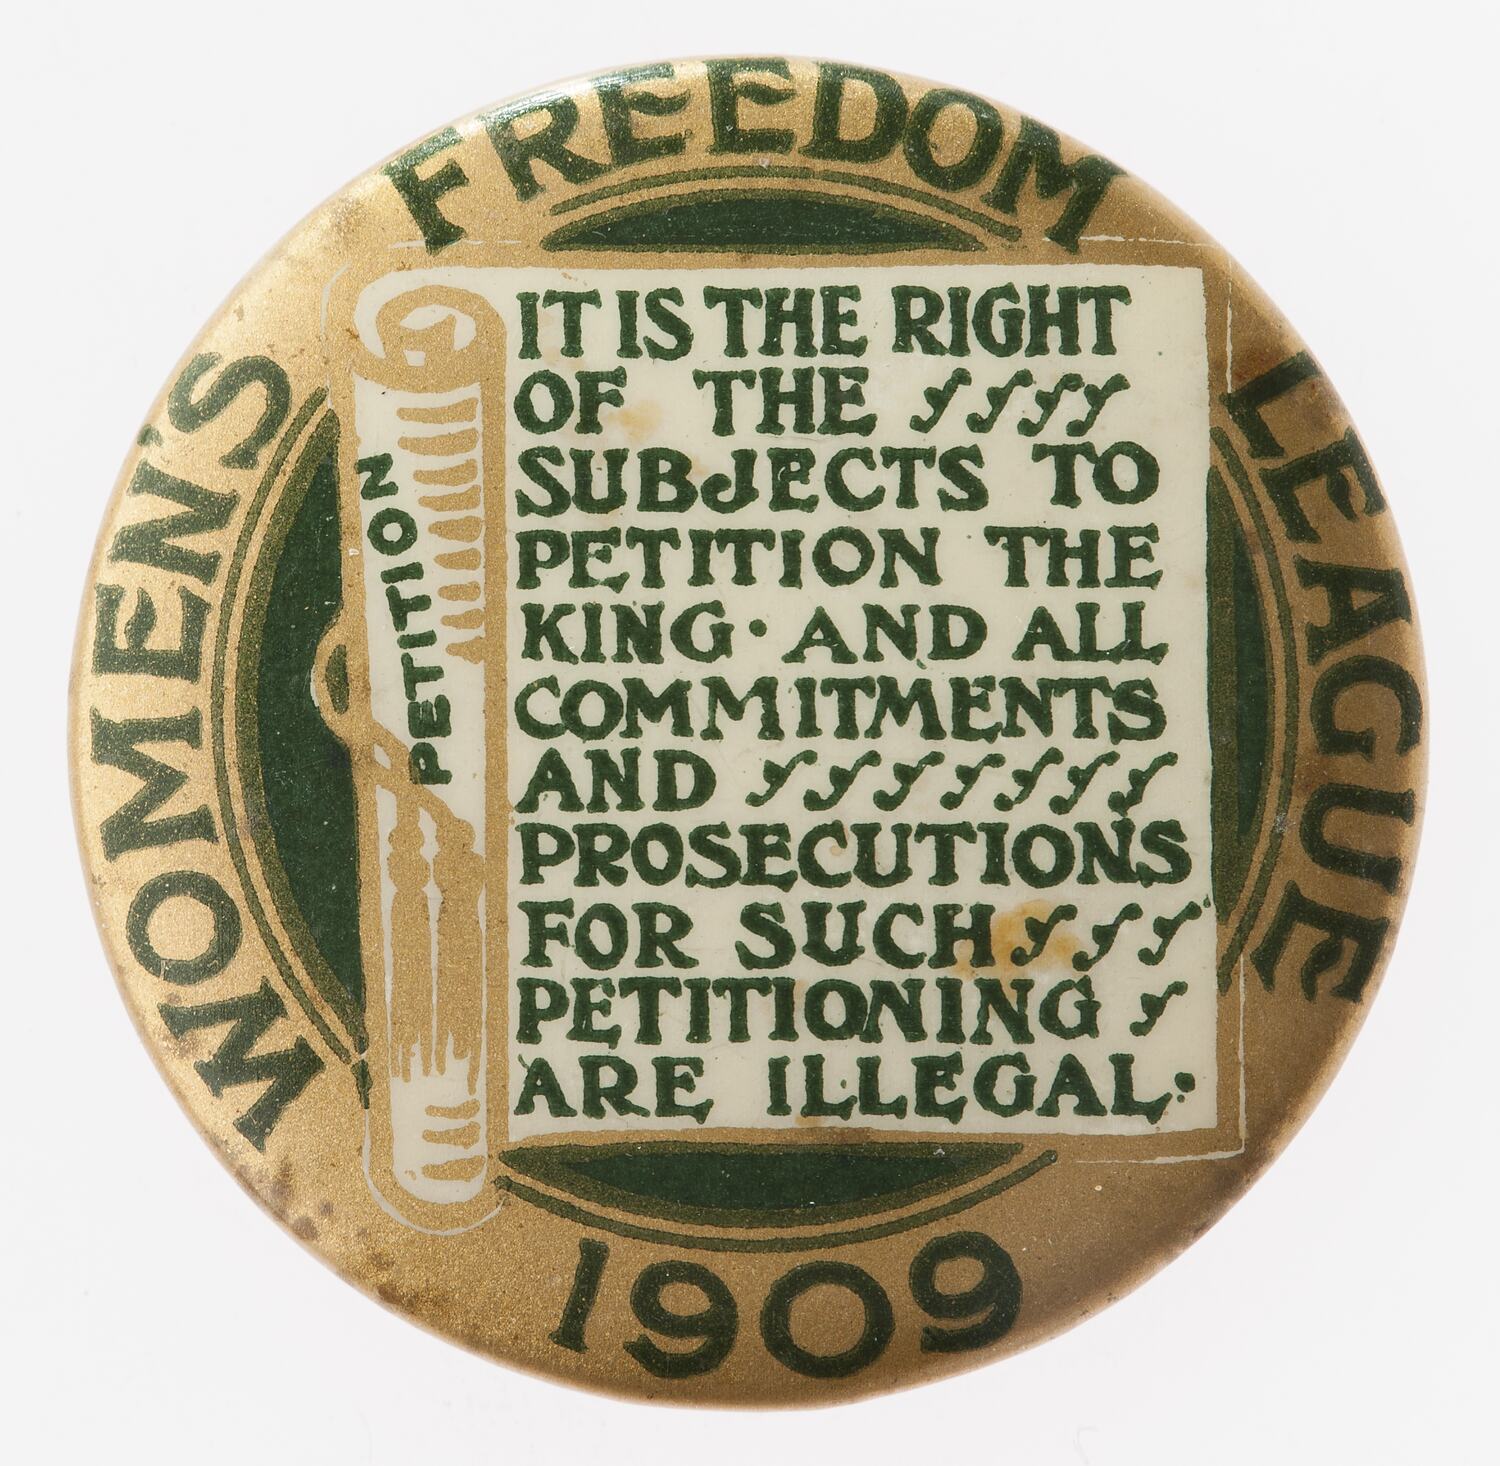 WOMEN'S FREEDOM LEAGUE
PETITION
IT IS THE RIGHT
OF THE
SUBJECTS TO
PETITION THE
KING · AND ALL
COMMITMENTS
AND
PROSECUTIONS
FOR SUCH
PETITIONING
ARE ILLEGAL·
1909